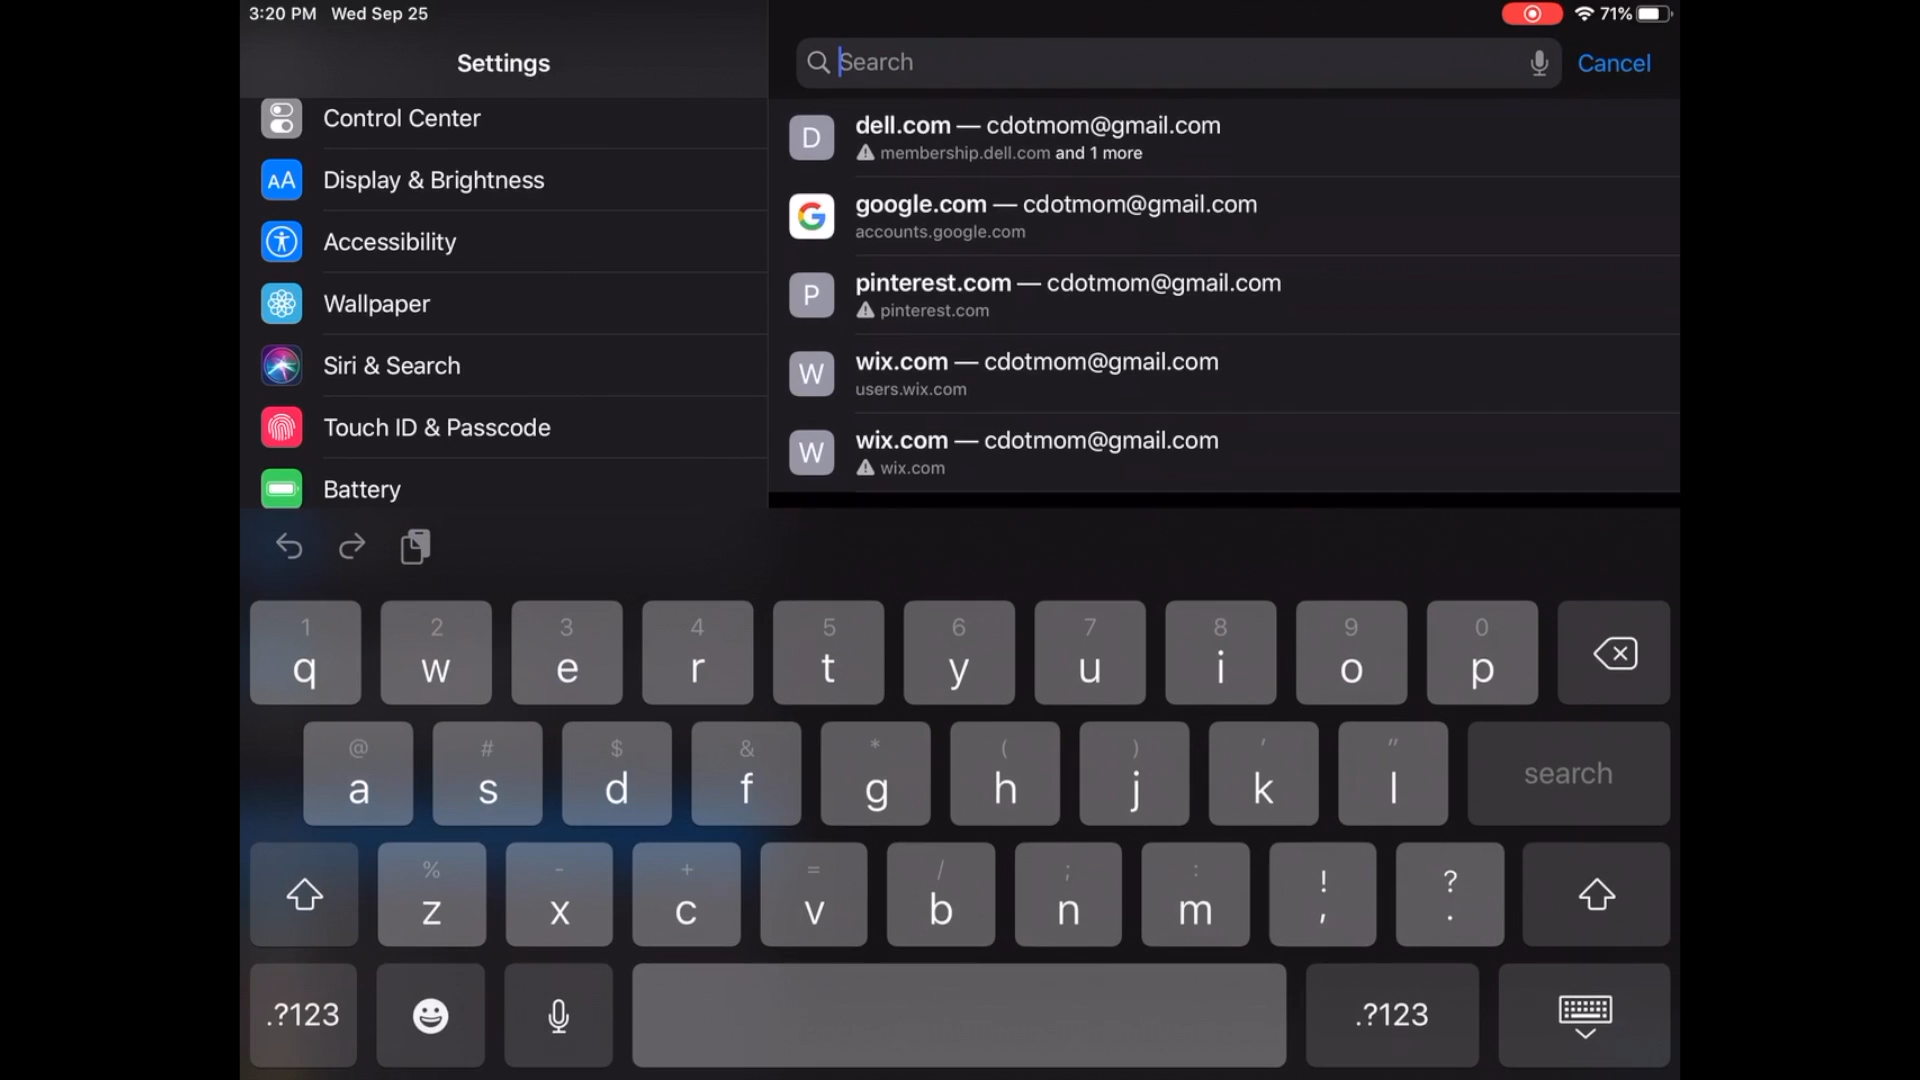 3:20 PM Wed Sep 25
71%
Settings
Search
Cancel
Control Center
AA Display & Brightness
Accessibility
Wallpaper
Siri & Search
Touch ID & Passcode
Battery
D dell.com — cdotmom@gmail.com
membership.dell.com and 1 more
G google.com — cdotmom@gmail.com
accounts.google.com
P pinterest.com — cdotmom@gmail.com
pinterest.com
W wix.com — cdotmom@gmail.com
users.wix.com
W wix.com — cdotmom@gmail.com
wix.com
1 2 3 4 5 6 7 8 9 0
q w e r t y u i o p
@ # $ & * ( ) ' "
a s d f g h j k l search
% - + = / ; : ! ?
z x c v b n m , .
.?123 .?123